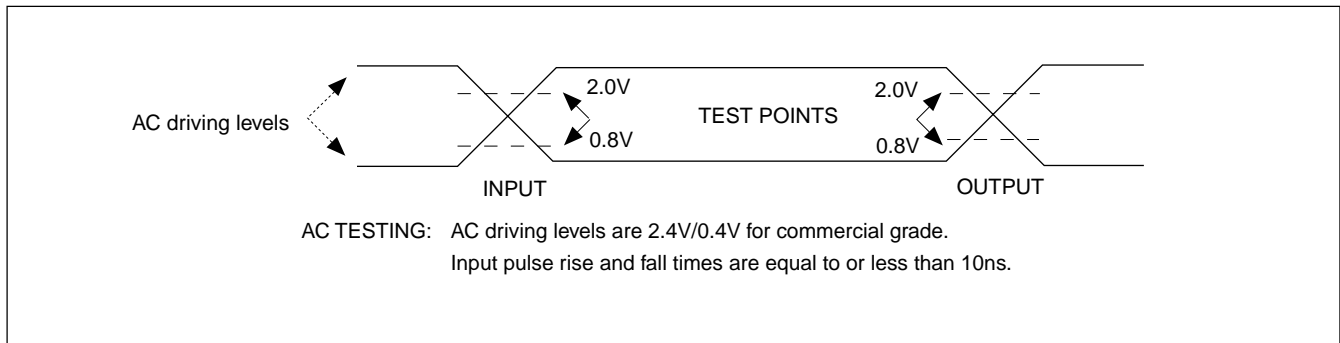 2.0V
2.0V
AC driving levels
TEST POINTS
0.8V
0.8V
INPUT
OUTPUT
AC TESTING: AC driving levels are 2.4V/0.4V for commercial grade.
Input pulse rise and fall times are equal to or less than 10ns.